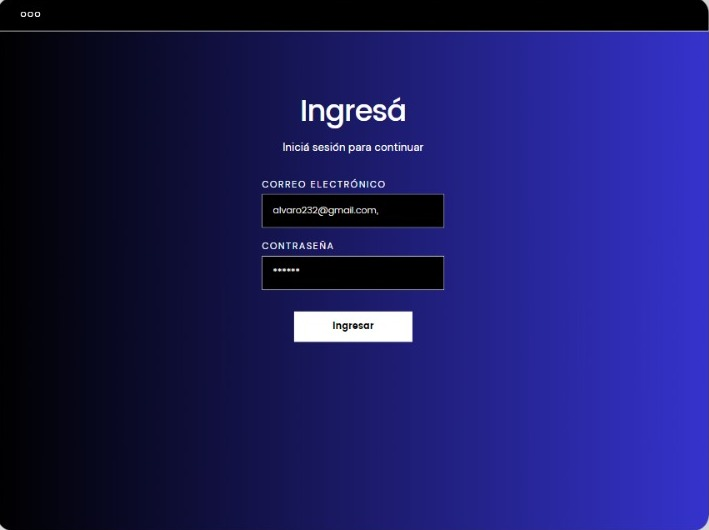 Ingresá
Iniciá sesión para continuar
CORREO ELECTRÓNICO
alvaro232@gmail.com,
CONTRASEÑA
******
Ingresar